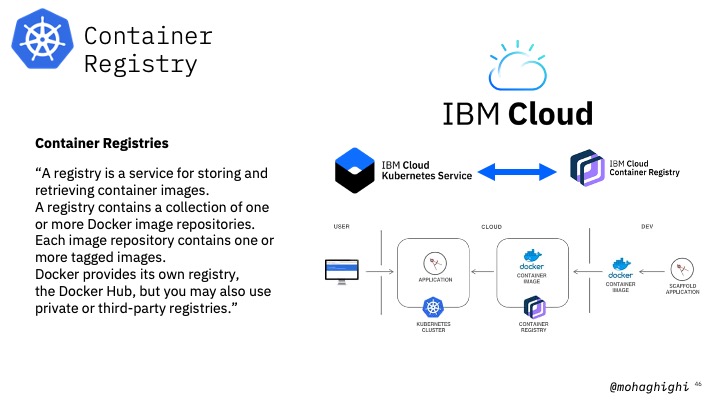 Container
Registry
IBM Cloud
Container Registries
“A registry is a service for storing and
retrieving container images.
A registry contains a collection of one
or more Docker image repositories.
Each image repository contains one or
more tagged images.
Docker provides its own registry,
the Docker Hub, but you may also use
private or third-party registries.”
IBM Cloud
Kubernetes Service
IBM Cloud
Container Registry
USER
CLOUD
DEV
APPLICATION
docker
CONTAINER
IMAGE
docker
CONTAINER
IMAGE
SCAFFOLD
APPLICATION
KUBERNETES
CLUSTER
CONTAINER
REGISTRY
@mohaghighi 46